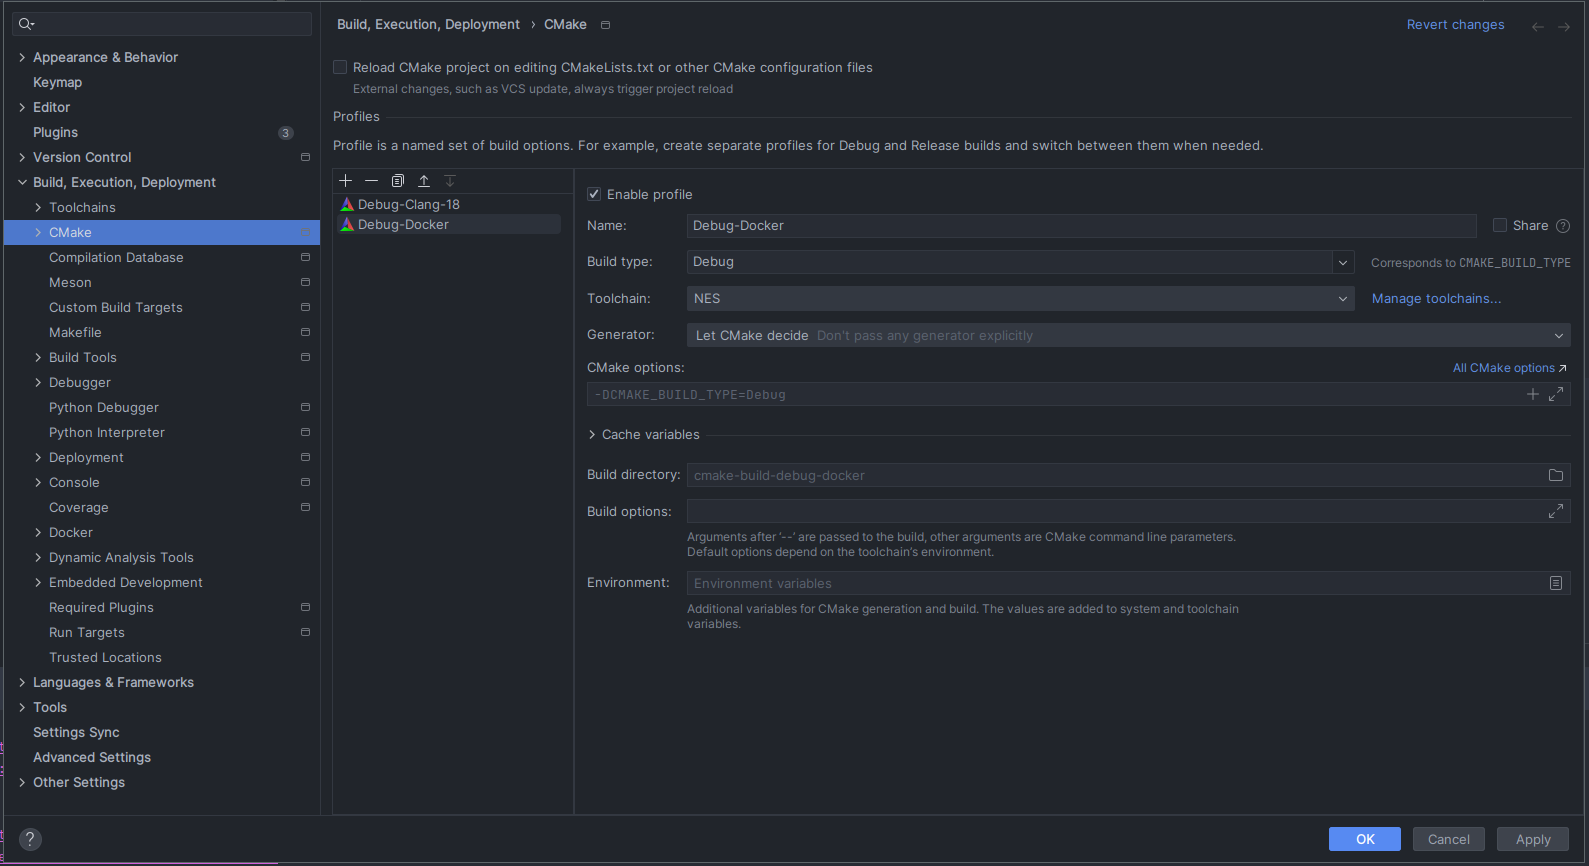 Build, Execution, Deployment › CMake
Revert changes
Appearance & Behavior
Keymap
Editor
Plugins 3
Version Control
Build, Execution, Deployment
Toolchains
CMake
Compilation Database
Meson
Custom Build Targets
Makefile
Build Tools
Debugger
Python Debugger
Python Interpreter
Deployment
Console
Coverage
Docker
Dynamic Analysis Tools
Embedded Development
Required Plugins
Run Targets
Trusted Locations
Languages & Frameworks
Tools
Settings Sync
Advanced Settings
Other Settings
Reload CMake project on editing CMakeLists.txt or other CMake configuration files
External changes, such as VCS update, always trigger project reload
Profiles
Profile is a named set of build options. For example, create separate profiles for Debug and Release builds and switch between them when needed.
Debug-Clang-18
Debug-Docker
Enable profile
Name: Debug-Docker Share ?
Build type: Debug Corresponds to CMAKE_BUILD_TYPE
Toolchain: NES Manage toolchains...
Generator: Let CMake decide Don't pass any generator explicitly
CMake options: All CMake options
-DCMAKE_BUILD_TYPE=Debug
Cache variables
Build directory: cmake-build-debug-docker
Build options:
Arguments after '--' are passed to the build, other arguments are CMake command line parameters.
Default options depend on the toolchain's environment.
Environment: Environment variables
Additional variables for CMake generation and build. The values are added to system and toolchain
variables.
?
OK Cancel Apply